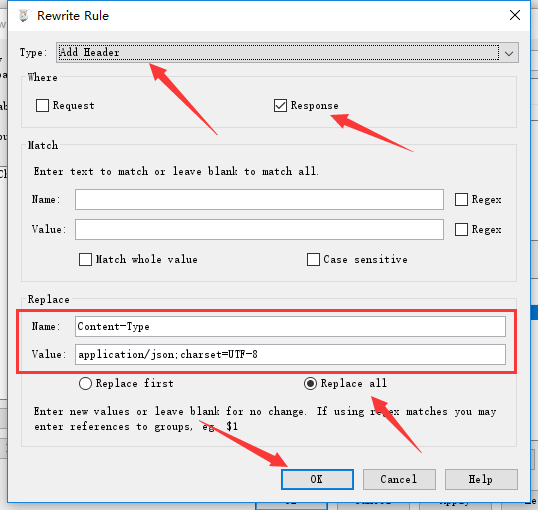 Rewrite Rule
Type: Add Header
Where
Request Response
Match
Enter text to match or leave blank to match all.
Name: Regex
Value: Regex
Match whole value Case sensitive
Replace
Name: Content-Type
Value: application/json;charset=UTF-8
Replace first Replace all
Enter new values or leave blank for no change. If using regex matches you may
enter references to groups, eg. $1
OK Cancel Help